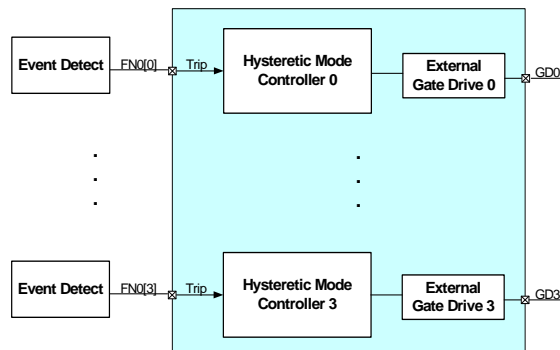 Event Detect
FN0[0]
Trip
Hysteretic Mode
Controller 0
External
Gate Drive 0
GD0
Event Detect
FN0[3]
Trip
Hysteretic Mode
Controller 3
External
Gate Drive 3
GD3